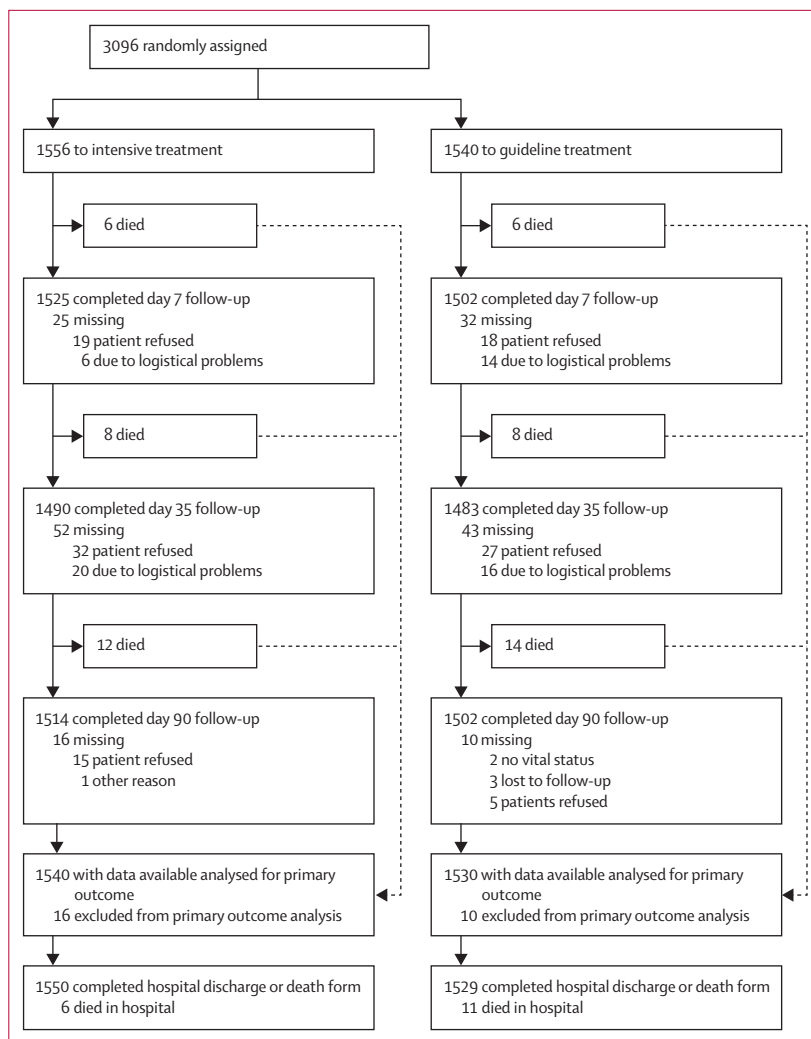 3096 randomly assigned
1556 to intensive treatment
6 died
1525 completed day 7 follow-up
25 missing
19 patient refused
6 due to logistical problems
8 died
1490 completed day 35 follow-up
52 missing
32 patient refused
20 due to logistical problems
12 died
1514 completed day 90 follow-up
16 missing
15 patient refused
1 other reason
1540 with data available analysed for primary
outcome
16 excluded from primary outcome analysis
1550 completed hospital discharge or death form
6 died in hospital
1540 to guideline treatment
6 died
1502 completed day 7 follow-up
32 missing
18 patient refused
14 due to logistical problems
8 died
1483 completed day 35 follow-up
43 missing
27 patient refused
16 due to logistical problems
14 died
1502 completed day 90 follow-up
10 missing
2 no vital status
3 lost to follow-up
5 patients refused
1530 with data available analysed for primary
outcome
10 excluded from primary outcome analysis
1529 completed hospital discharge or death form
11 died in hospital